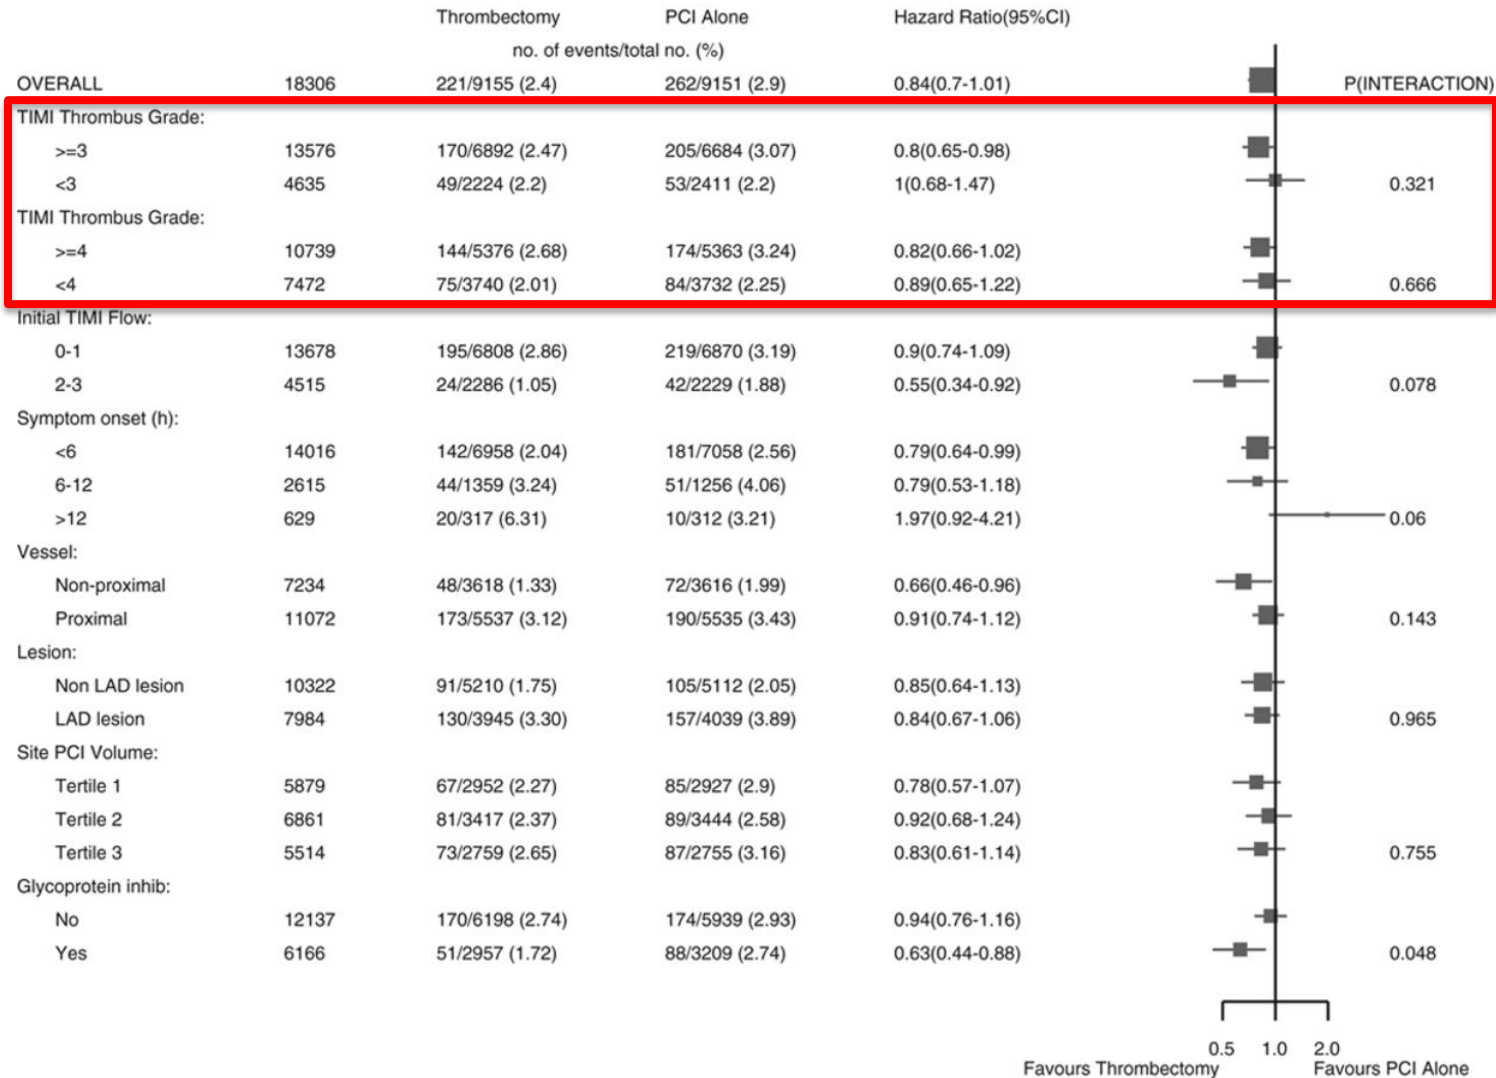 Thrombectomy PCI Alone Hazard Ratio(95%CI)
no. of events/total no. (%)
OVERALL 18306 221/9155 (2.4) 262/9151 (2.9) 0.84(0.7-1.01) P(INTERACTION)
TIMI Thrombus Grade:
>=3 13576 170/6892 (2.47) 205/6684 (3.07) 0.8(0.65-0.98)
<3 4635 49/2224 (2.2) 53/2411 (2.2) 1(0.68-1.47) 0.321
TIMI Thrombus Grade:
>=4 10739 144/5376 (2.68) 174/5363 (3.24) 0.82(0.66-1.02)
<4 7472 75/3740 (2.01) 84/3732 (2.25) 0.89(0.65-1.22) 0.666
Initial TIMI Flow:
0-1 13678 195/6808 (2.86) 219/6870 (3.19) 0.9(0.74-1.09)
2-3 4515 24/2286 (1.05) 42/2229 (1.88) 0.55(0.34-0.92) 0.078
Symptom onset (h):
<6 14016 142/6958 (2.04) 181/7058 (2.56) 0.79(0.64-0.99)
6-12 2615 44/1359 (3.24) 51/1256 (4.06) 0.79(0.53-1.18)
>12 629 20/317 (6.31) 10/312 (3.21) 1.97(0.92-4.21) 0.06
Vessel:
Non-proximal 7234 48/3618 (1.33) 72/3616 (1.99) 0.66(0.46-0.96)
Proximal 11072 173/5537 (3.12) 190/5535 (3.43) 0.91(0.74-1.12) 0.143
Lesion:
Non LAD lesion 10322 91/5210 (1.75) 105/5112 (2.05) 0.85(0.64-1.13)
LAD lesion 7984 130/3945 (3.30) 157/4039 (3.89) 0.84(0.67-1.06) 0.965
Site PCI Volume:
Tertile 1 5879 67/2952 (2.27) 85/2927 (2.9) 0.78(0.57-1.07)
Tertile 2 6861 81/3417 (2.37) 89/3444 (2.58) 0.92(0.68-1.24)
Tertile 3 5514 73/2759 (2.65) 87/2755 (3.16) 0.83(0.61-1.14) 0.755
Glycoprotein inhib:
No 12137 170/6198 (2.74) 174/5939 (2.93) 0.94(0.76-1.16)
Yes 6166 51/2957 (1.72) 88/3209 (2.74) 0.63(0.44-0.88) 0.048
0.5 1.0 2.0
Favours Thrombectomy Favours PCI Alone